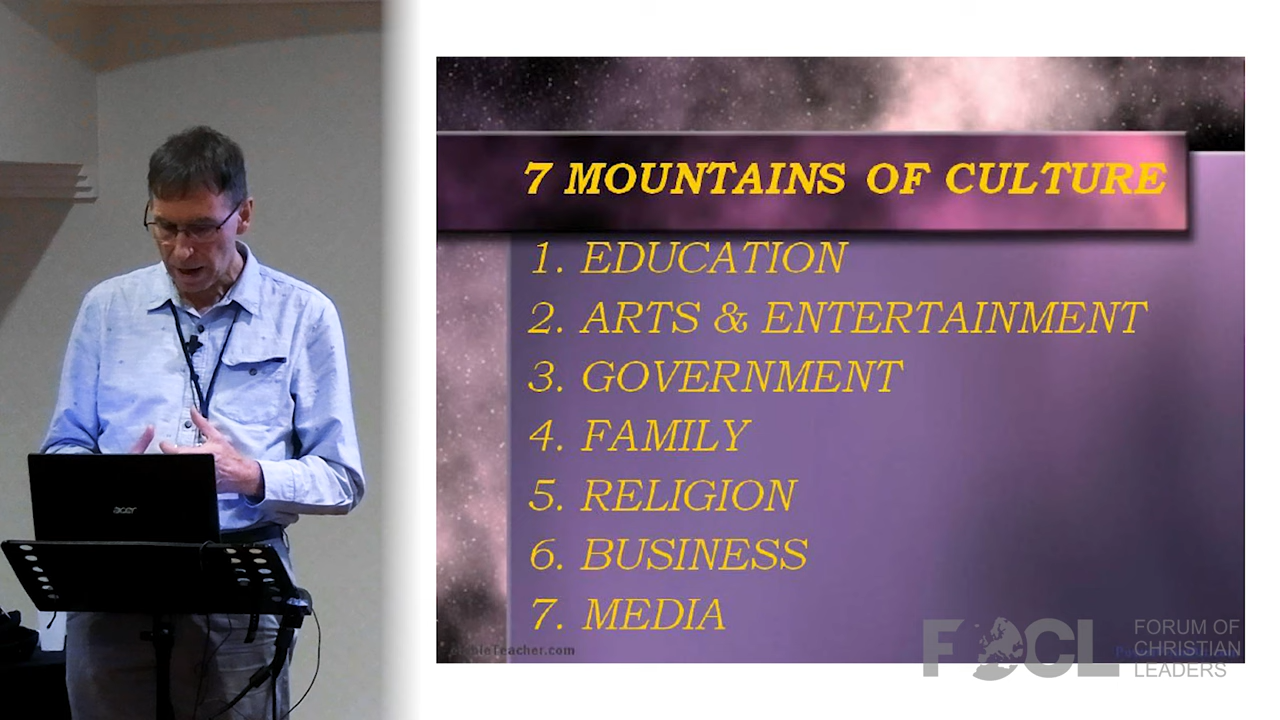 7 MOUNTAINS OF CULTURE
1. EDUCATION
2. ARTS & ENTERTAINMENT
3. GOVERNMENT
4. FAMILY
5. RELIGION
6. BUSINESS
7. MEDIA
acer
FOCL
FORUM OF
CHRISTIAN
LEADERS